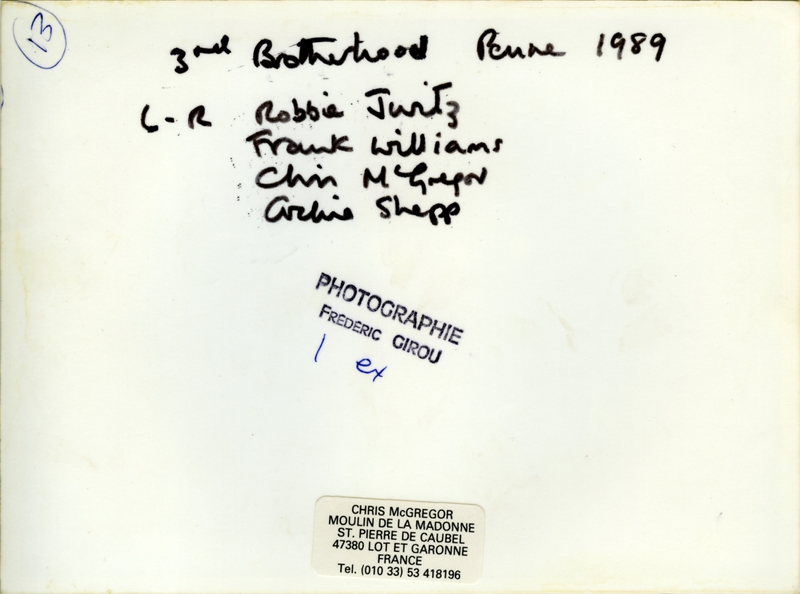 13
3rd Brotherhood Penne 1989
L-R Robbie Juritz
Frank Williams
Chris McGregor
Archie Shepp
PHOTOGRAPHIE
FREDERIC GIROU
1 ex
CHRIS McGREGOR
MOULIN DE LA MADONNE
ST. PIERRE DE CAUBEL
47380 LOT ET GARONNE
FRANCE
Tel. (010 33) 53 418196